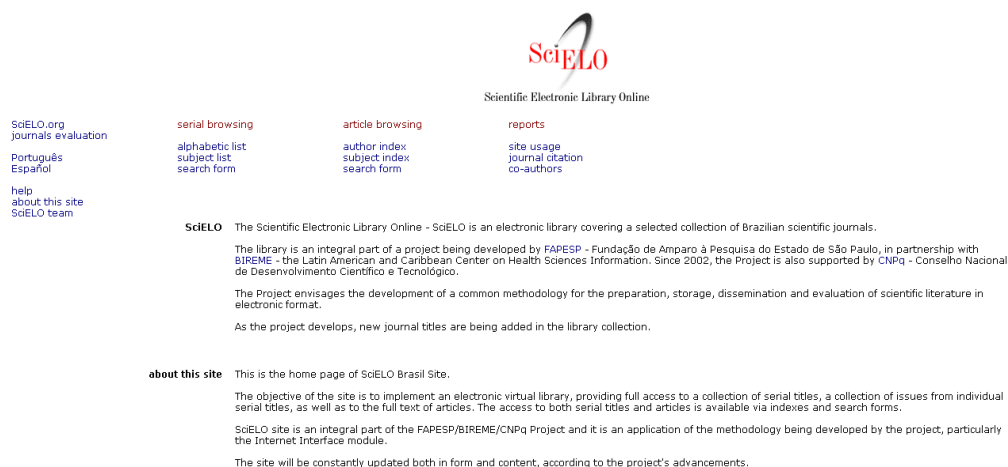 SciELO
Scientific Electronic Library Online
SciELO.org
journals evaluation
Português
Español
help
about this site
SciELO team
serial browsing
alphabetic list
subject list
search form
article browsing
author index
subject index
search form
reports
site usage
journal citation
co-authors
SciELO
The Scientific Electronic Library Online - SciELO is an electronic library covering a selected collection of Brazilian scientific journals.
The library is an integral part of a project being developed by FAPESP - Fundação de Amparo à Pesquisa do Estado de São Paulo, in partnership with
BIREME - the Latin American and Caribbean Center on Health Sciences Information. Since 2002, the Project is also supported by CNPq - Conselho Nacional
de Desenvolvimento Científico e Tecnológico.
The Project envisages the development of a common methodology for the preparation, storage, dissemination and evaluation of scientific literature in
electronic format.
As the project develops, new journal titles are being added in the library collection.
about this site
This is the home page of SciELO Brasil Site.
The objective of the site is to implement an electronic virtual library, providing full access to a collection of serial titles, a collection of issues from individual
serial titles, as well as to the full text of articles. The access to both serial titles and articles is available via indexes and search forms.
SciELO site is an integral part of the FAPESP/BIREME/CNPq Project and it is an application of the methodology being developed by the project, particularly
the Internet Interface module.
The site will be constantly updated both in form and content, according to the project's advancements.